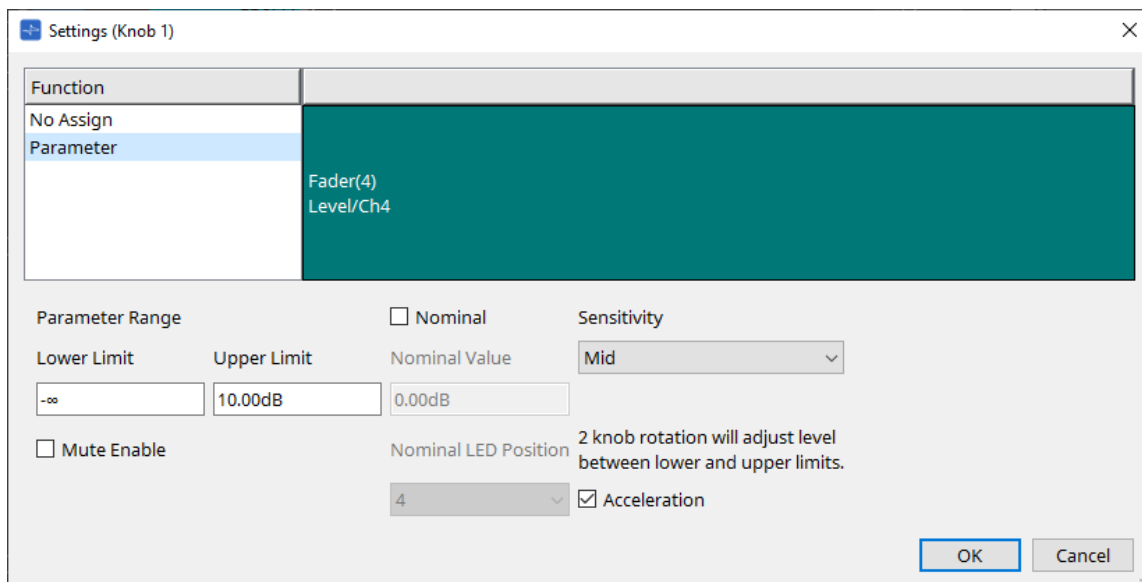 Settings (Knob 1)
Function
No Assign
Parameter
Fader(4)
Level/Ch4
Parameter Range
Nominal
Sensitivity
Lower Limit
Upper Limit
Nominal Value
Mid
-∞
10.00dB
0.00dB
Mute Enable
Nominal LED Position
2 knob rotation will adjust level
between lower and upper limits.
4
Acceleration
OK
Cancel